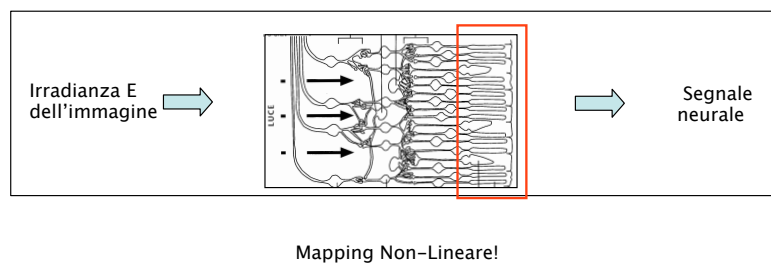 Irradianza E
dell’immagine
LUCE
Segnale
neurale
Mapping Non-Lineare!